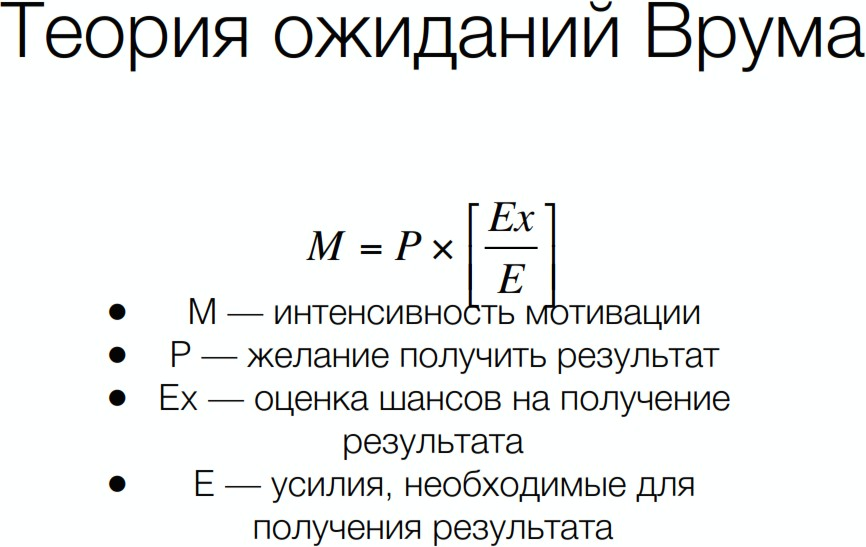 Теория ожиданий Врума
M = P × [Ex / E]
● М — интенсивность мотивации
● Р — желание получить результат
● Ех — оценка шансов на получение
результата
● Е — усилия, необходимые для
получения результата